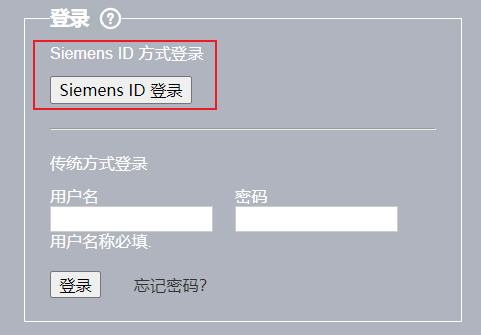 登录 ?
Siemens ID 方式登录
Siemens ID 登录
传统方式登录
用户名 密码
用户名称必填.
登录 忘记密码?